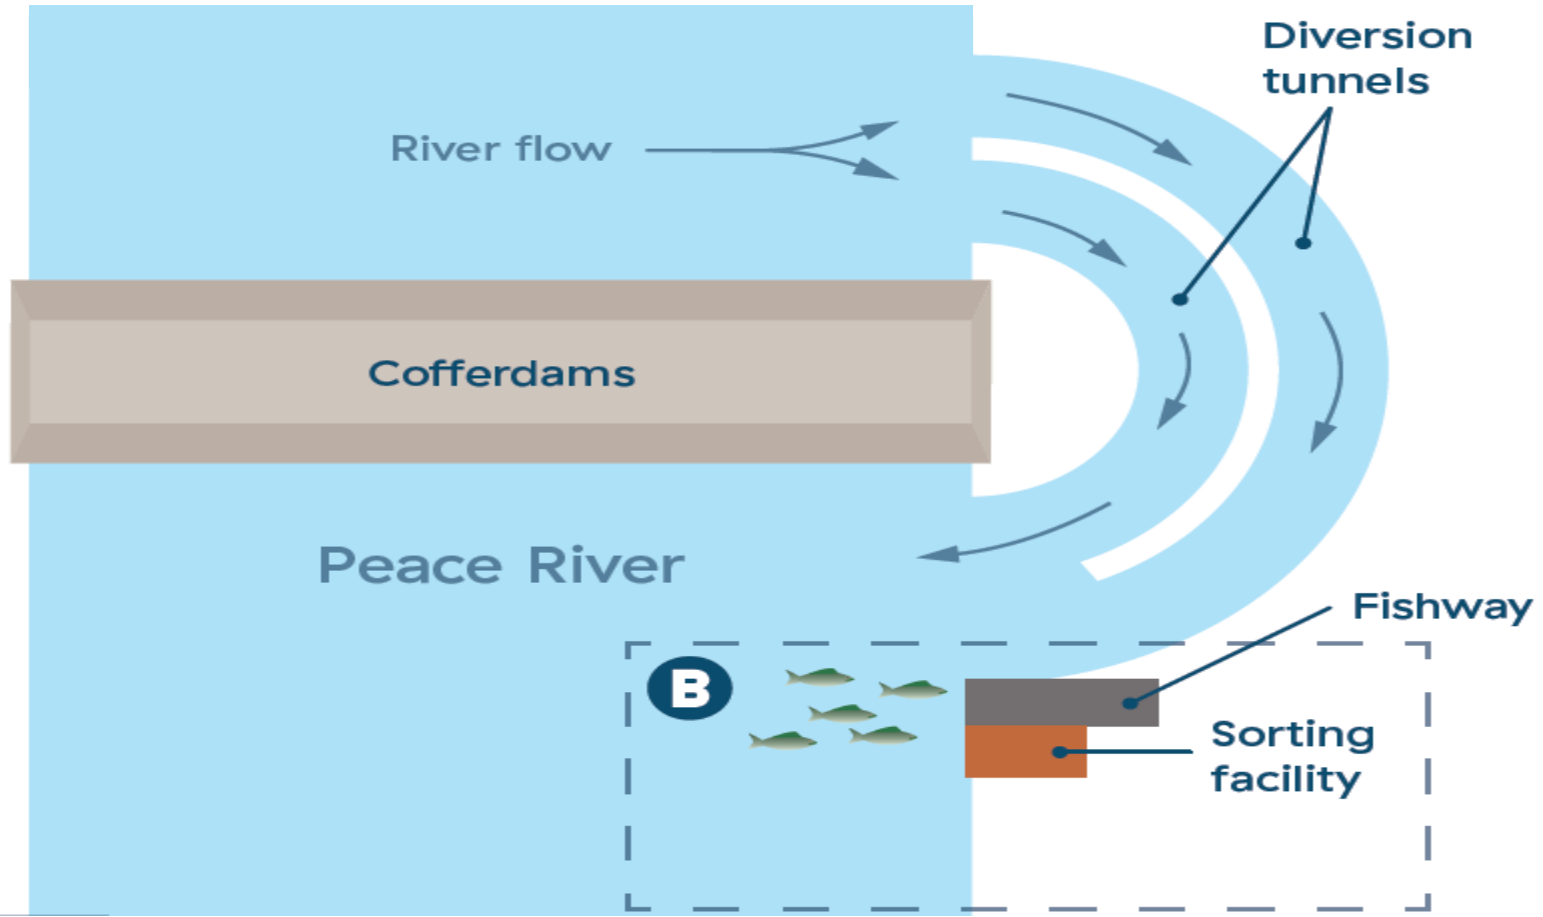 Diversion
tunnels
River flow
Cofferdams
Peace River
Fishway
B
Sorting
facility